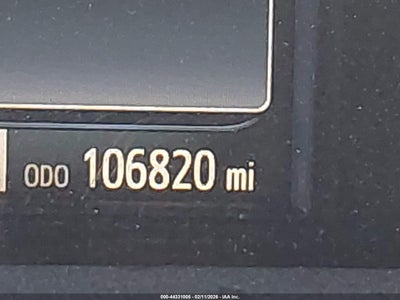 ODO 106820 mi
000-44331005 - 02/11/2026 - IAA Inc.